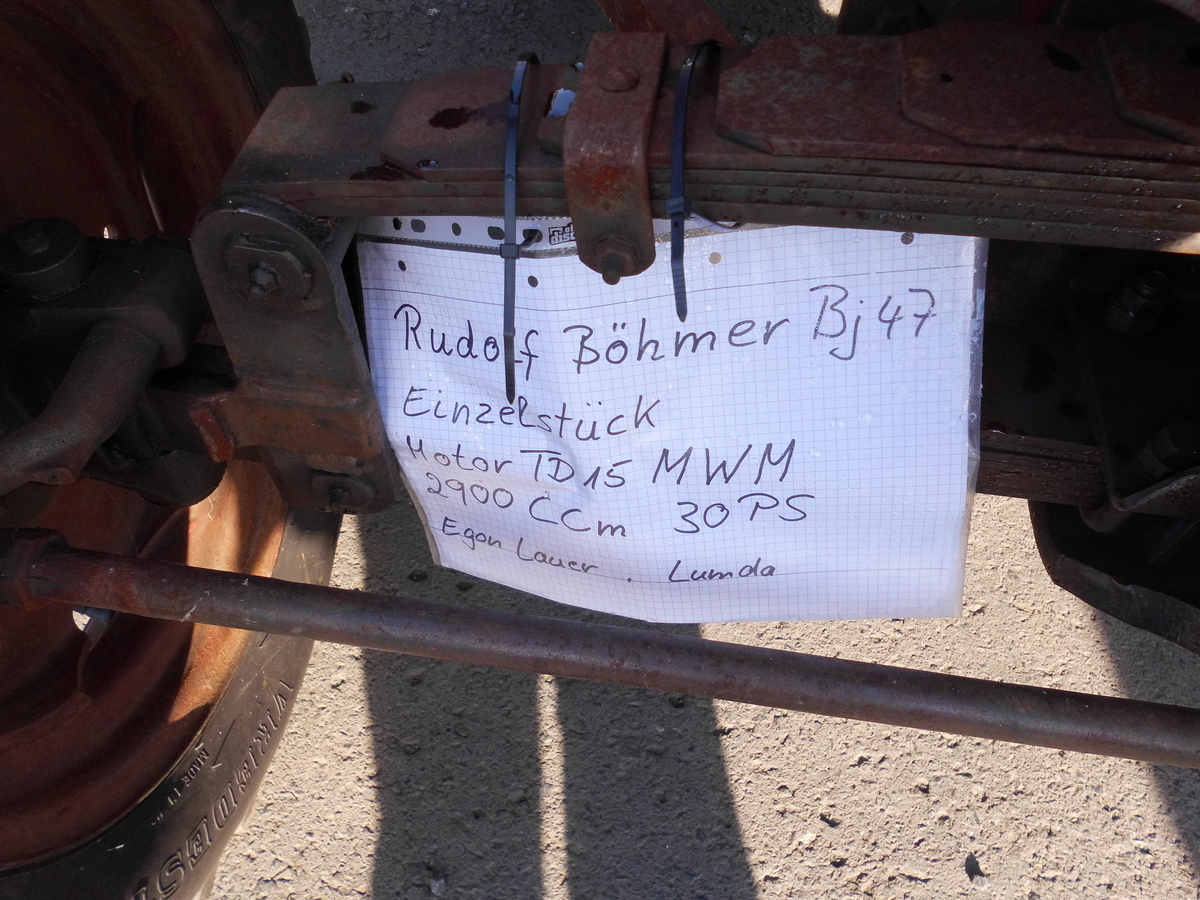 Rudolf Böhmer Bj 47
Einzelstück
Motor TD 15 MWM
2900 CCm 30 PS
Egon Lauer . Lumda